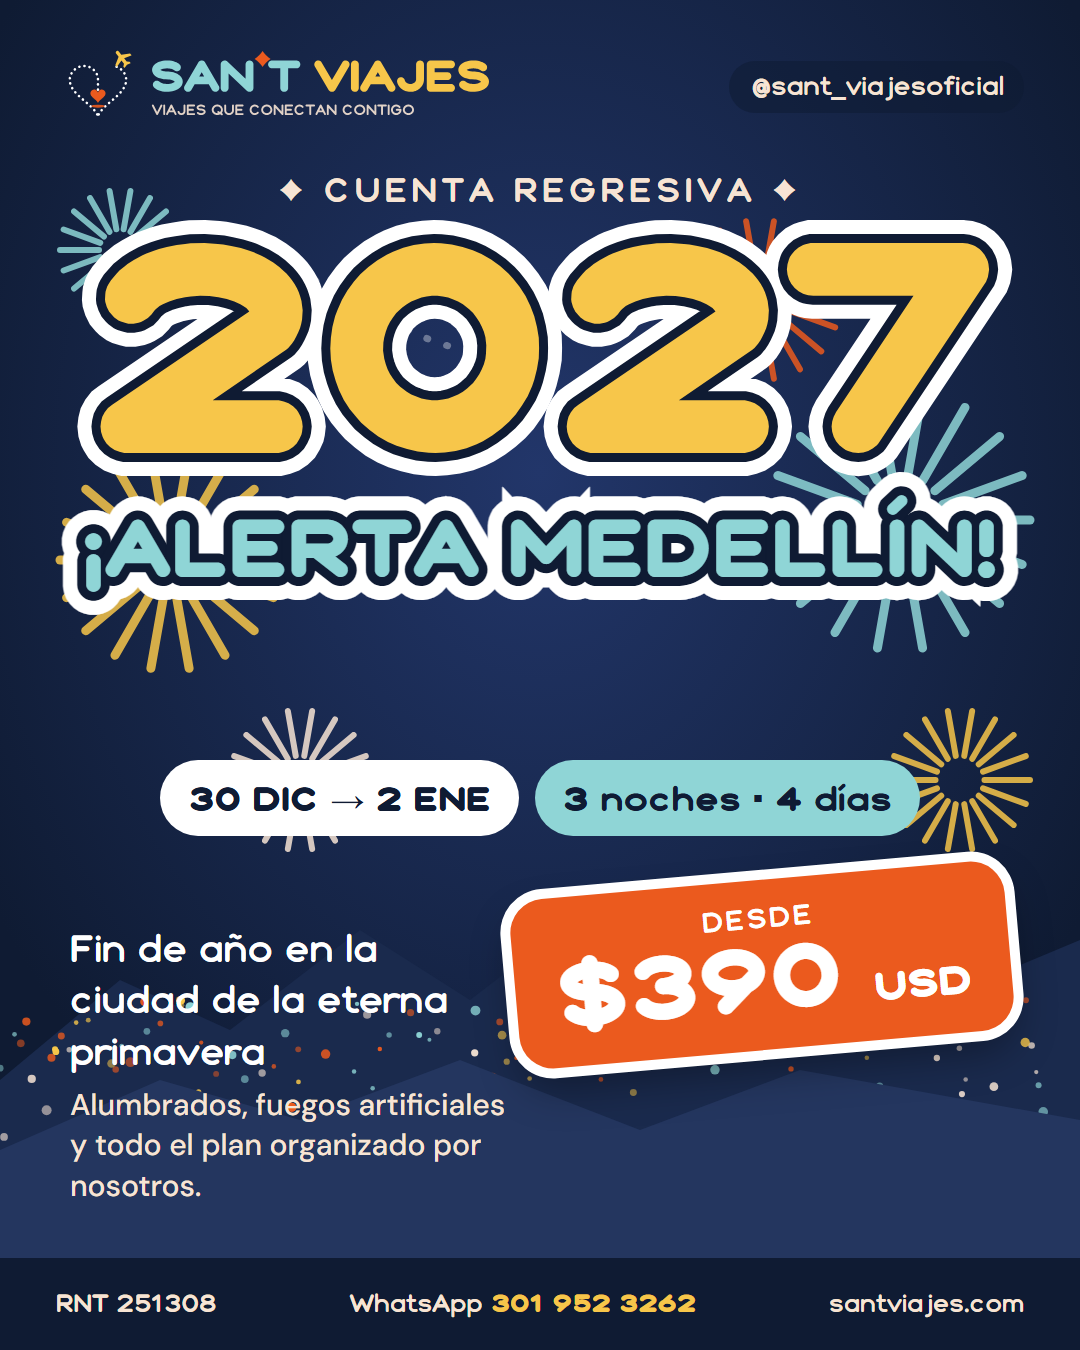 SAN'T VIAJES
VIAJES QUE CONECTAN CONTIGO
@sant_viajesoficial
CUENTA REGRESIVA
2027
¡ALERTA MEDELLÍN!
30 DIC → 2 ENE
3 noches · 4 días
DESDE
$390 USD
Fin de año en la
ciudad de la eterna
primavera
Alumbrados, fuegos artificiales
y todo el plan organizado por
nosotros.
RNT 251308
WhatsApp 301 952 3262
santviajes.com